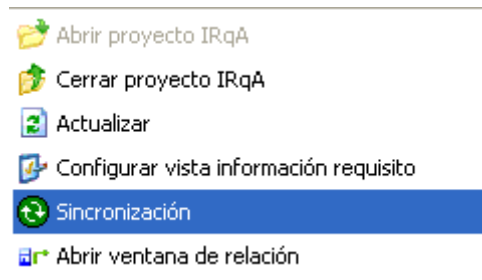 Abrir proyecto IRqA
Cerrar proyecto IRqA
Actualizar
Configurar vista información requisito
Sincronización
Abrir ventana de relación